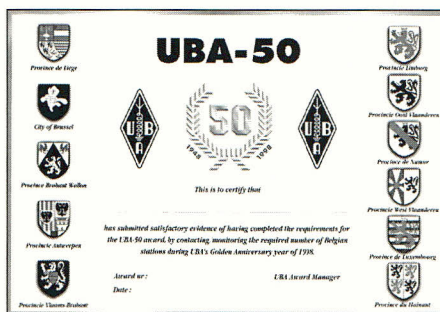 UBA-50
Province de Liege
City of Brussel
Province Brabant Wallon
Provincie Antwerpen
Provincie Vlaams-Brabant
U B A
50
1948 1998
U B A
Provincie Limburg
Provincie Oost Vlaanderen
Province de Namur
Provincie West Vlaanderen
Province de Luxembourg
Province du Hainaut
This is to certify that
has submitted satisfactory evidence of having completed the requirements for
the UBA-50 award, by contacting, monitoring the required number of Belgian
stations during UBA's Golden Anniversary year of 1998.
Award nr :
UBA Award Manager
Date :